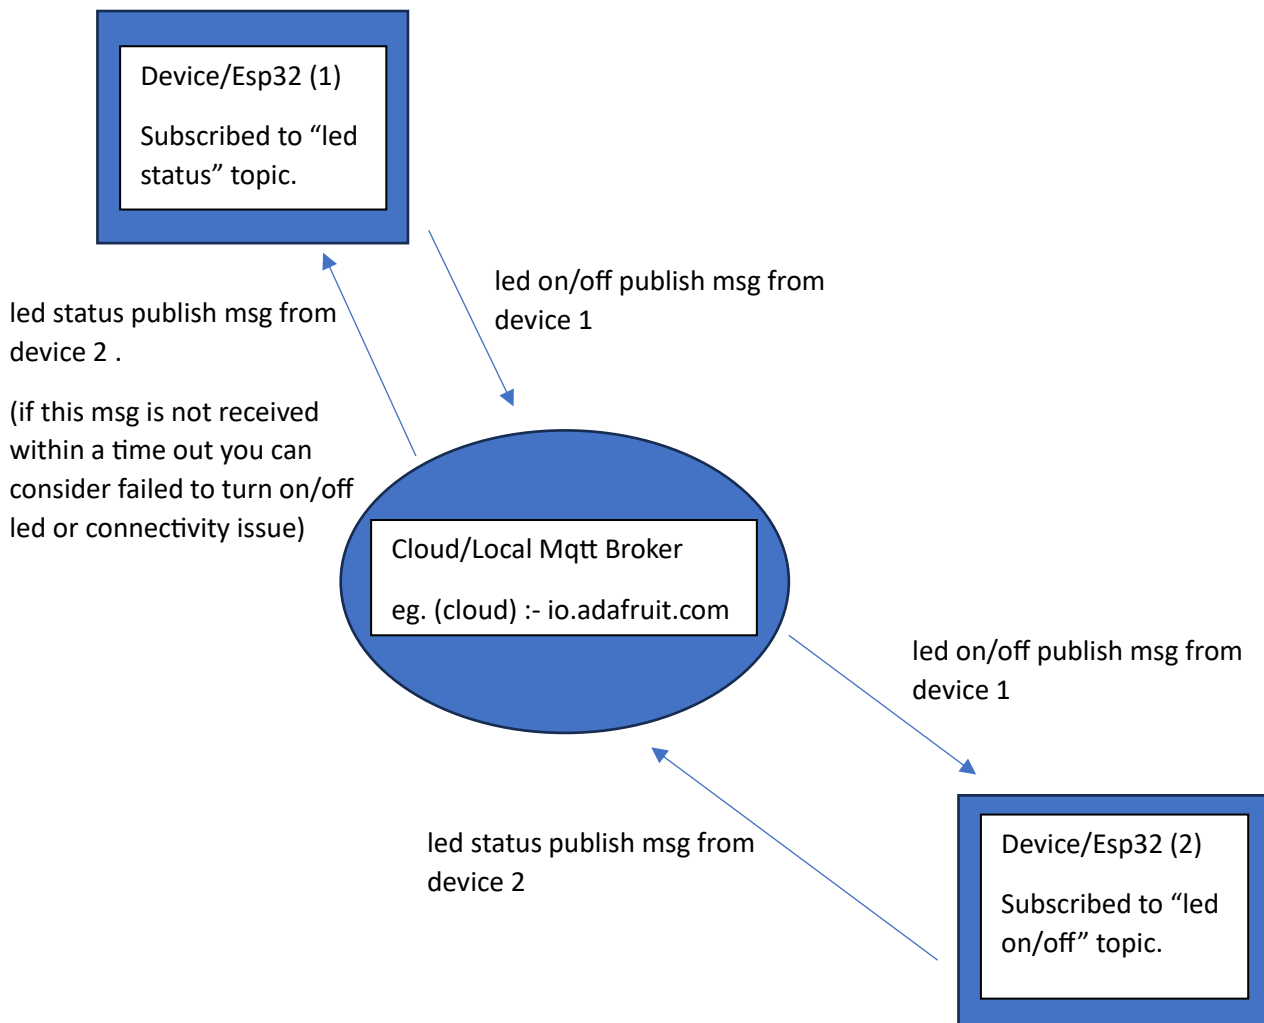 Device/Esp32 (1)
Subscribed to “led
status” topic.
led on/off publish msg from
device 1
led status publish msg from
device 2 .
(if this msg is not received
within a time out you can
consider failed to turn on/off
led or connectivity issue)
Cloud/Local Mqtt Broker
eg. (cloud) :- io.adafruit.com
led on/off publish msg from
device 1
led status publish msg from
device 2
Device/Esp32 (2)
Subscribed to “led
on/off” topic.